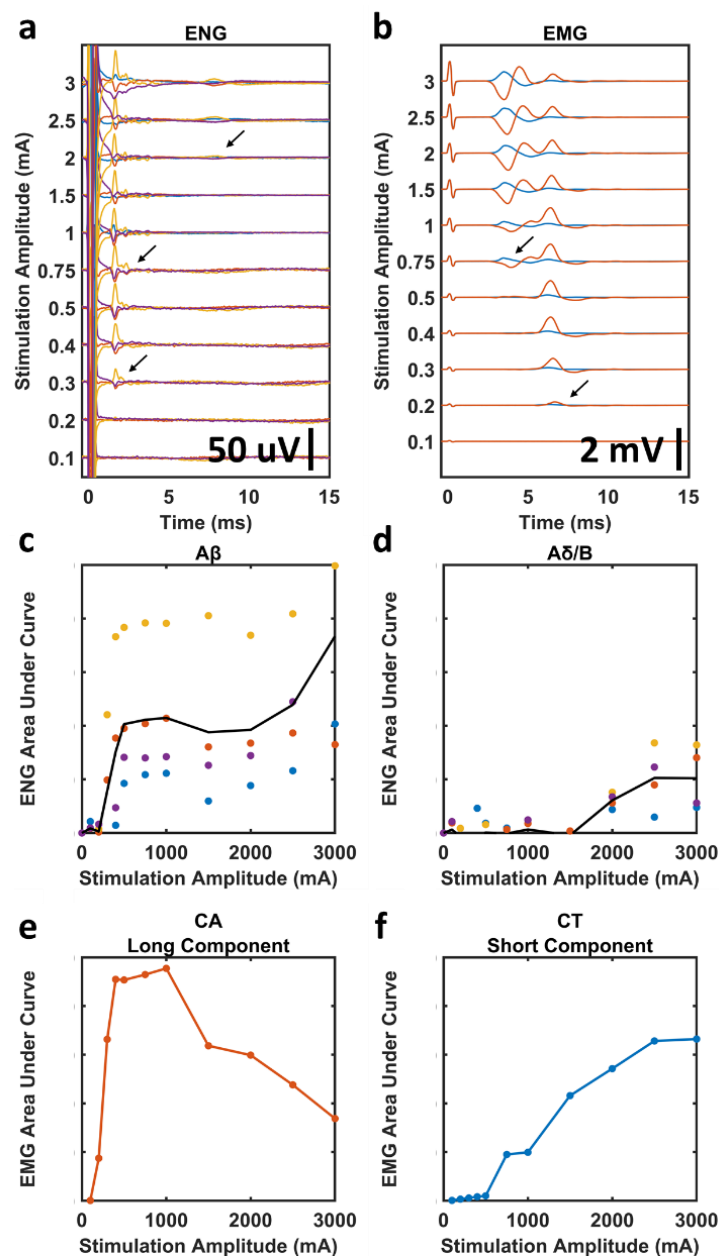 a
ENG
Stimulation Amplitude (mA)
3
2.5
2
1.5
1
0.75
0.5
0.4
0.3
0.2
0.1
50 uV
0 5 10 15
Time (ms)
b
EMG
Stimulation Amplitude (mA)
3
2.5
2
1.5
1
0.75
0.5
0.4
0.3
0.2
0.1
2 mV
0 5 10 15
Time (ms)
c
Aβ
ENG Area Under Curve
0 1000 2000 3000
Stimulation Amplitude (mA)
d
Aδ/B
ENG Area Under Curve
0 1000 2000 3000
Stimulation Amplitude (mA)
e
CA
Long Component
EMG Area Under Curve
0 1000 2000 3000
Stimulation Amplitude (mA)
f
CT
Short Component
EMG Area Under Curve
0 1000 2000 3000
Stimulation Amplitude (mA)